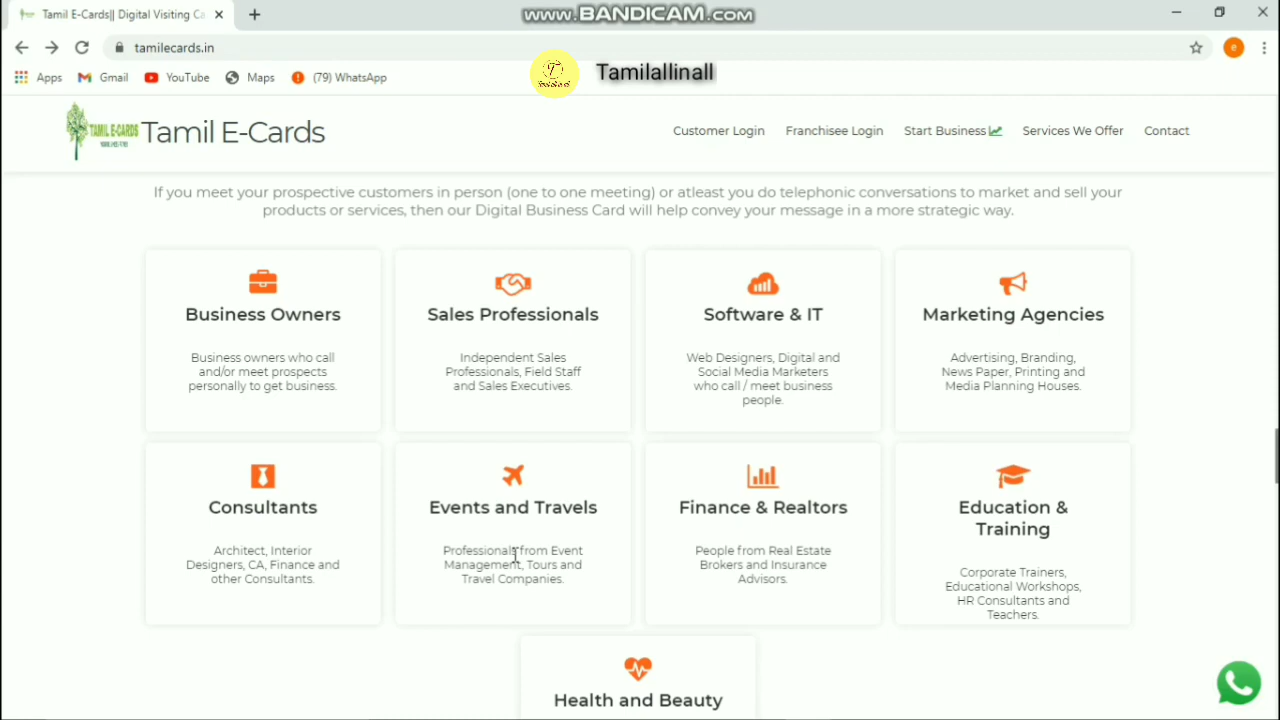 Tamil E-Cards|| Digital Visiting Ca
www.BANDICAM.com
tamilecards.in
e
Apps
Gmail
YouTube
Maps
(79) WhatsApp
Tamilallinall
TAMIL E-CARDS
Tamil E-Cards
Customer Login
Franchisee Login
Start Business
Services We Offer
Contact
If you meet your prospective customers in person (one to one meeting) or atleast you do telephonic conversations to market and sell your
products or services, then our Digital Business Card will help convey your message in a more strategic way.
Business Owners
Business owners who call
and/or meet prospects
personally to get business.
Sales Professionals
Independent Sales
Professionals, Field Staff
and Sales Executives.
Software & IT
Web Designers, Digital and
Social Media Marketers
who call / meet business
people.
Marketing Agencies
Advertising, Branding,
News Paper, Printing and
Media Planning Houses.
Consultants
Architect, Interior
Designers, CA, Finance and
other Consultants.
Events and Travels
Professionals from Event
Management, Tours and
Travel Companies.
Finance & Realtors
People from Real Estate
Brokers and Insurance
Advisors.
Education &
Training
Corporate Trainers,
Educational Workshops,
HR Consultants and
Teachers.
Health and Beauty